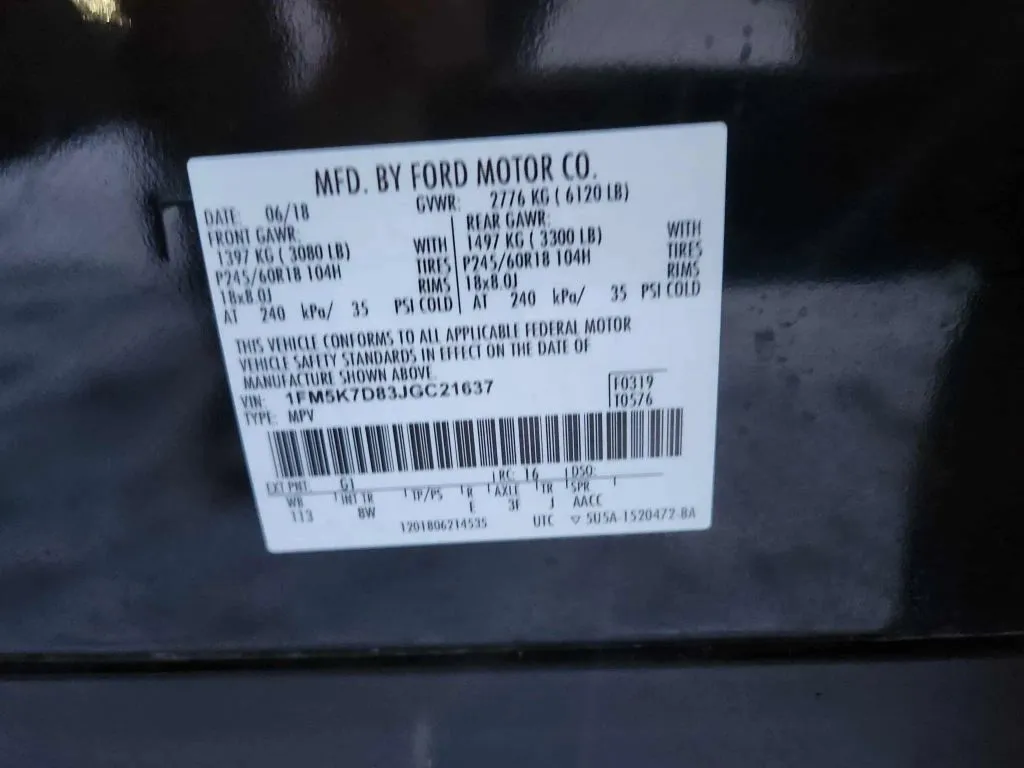 MFD. BY FORD MOTOR CO.
DATE: 06/18 GVWR: 2776 KG ( 6120 LB)
FRONT GAWR: REAR GAWR:
1397 KG ( 3080 LB) WITH 1497 KG ( 3300 LB) WITH
P245/60R18 104H TIRES P245/60R18 104H TIRES
18x8.0J RIMS 18x8.0J RIMS
AT 240 kPa/ 35 PSI COLD AT 240 kPa/ 35 PSI COLD
THIS VEHICLE CONFORMS TO ALL APPLICABLE FEDERAL MOTOR
VEHICLE SAFETY STANDARDS IN EFFECT ON THE DATE OF
MANUFACTURE SHOWN ABOVE.
VIN: 1FM5K7D83JGC21637 F0319
TYPE: MPV T0576
EXT PNT: G1 RC: 16 DSO:
WB INT TR TP/PS R AXLE TR SPR
113 8W E 3F J AACC
1201806214535 UTC ▽ 5U5A-1520472-BA